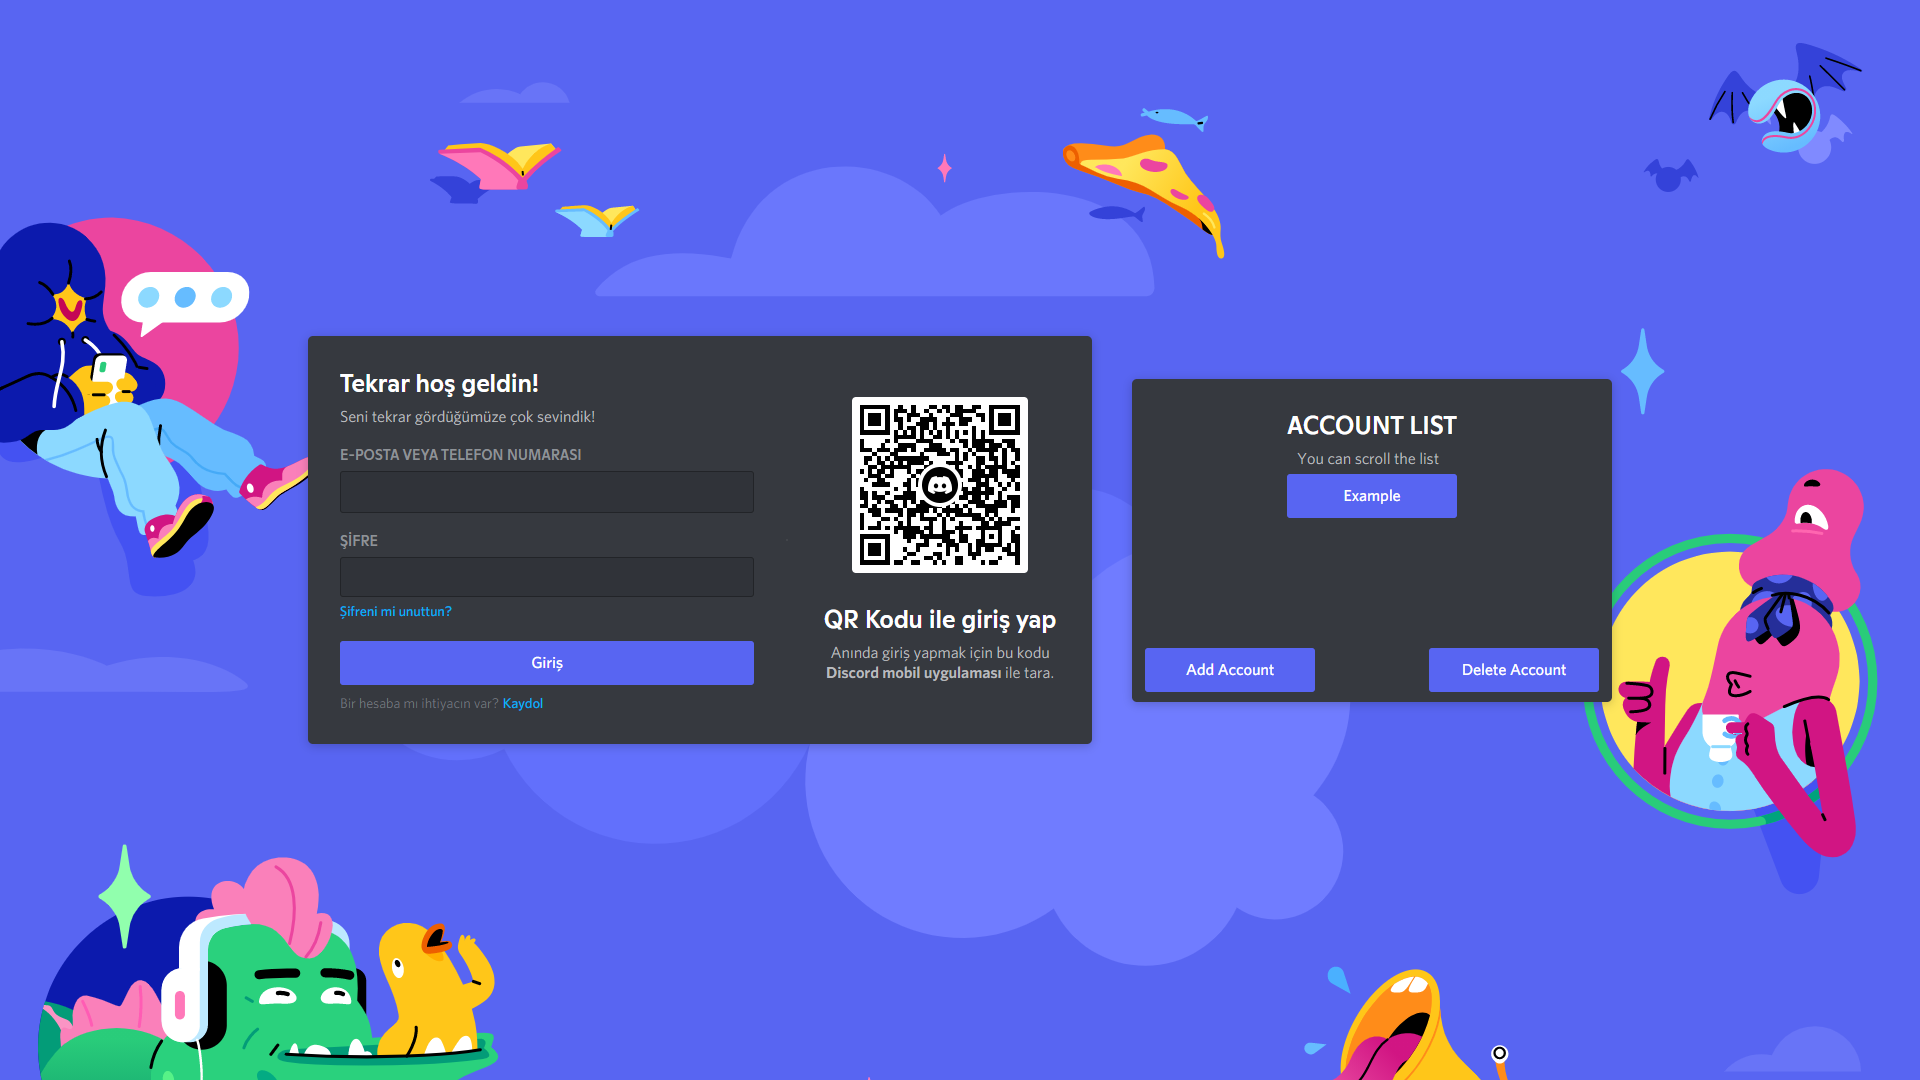 Tekrar hoş geldin!
Seni tekrar gördüğümüze çok sevindik!
E-POSTA VEYA TELEFON NUMARASI
ŞİFRE
Şifreni mi unuttun?
Giriş
Bir hesaba mı ihtiyacın var? Kaydol
QR Kodu ile giriş yap
Anında giriş yapmak için bu kodu
Discord mobil uygulaması ile tara.
ACCOUNT LIST
You can scroll the list
Example
Add Account
Delete Account